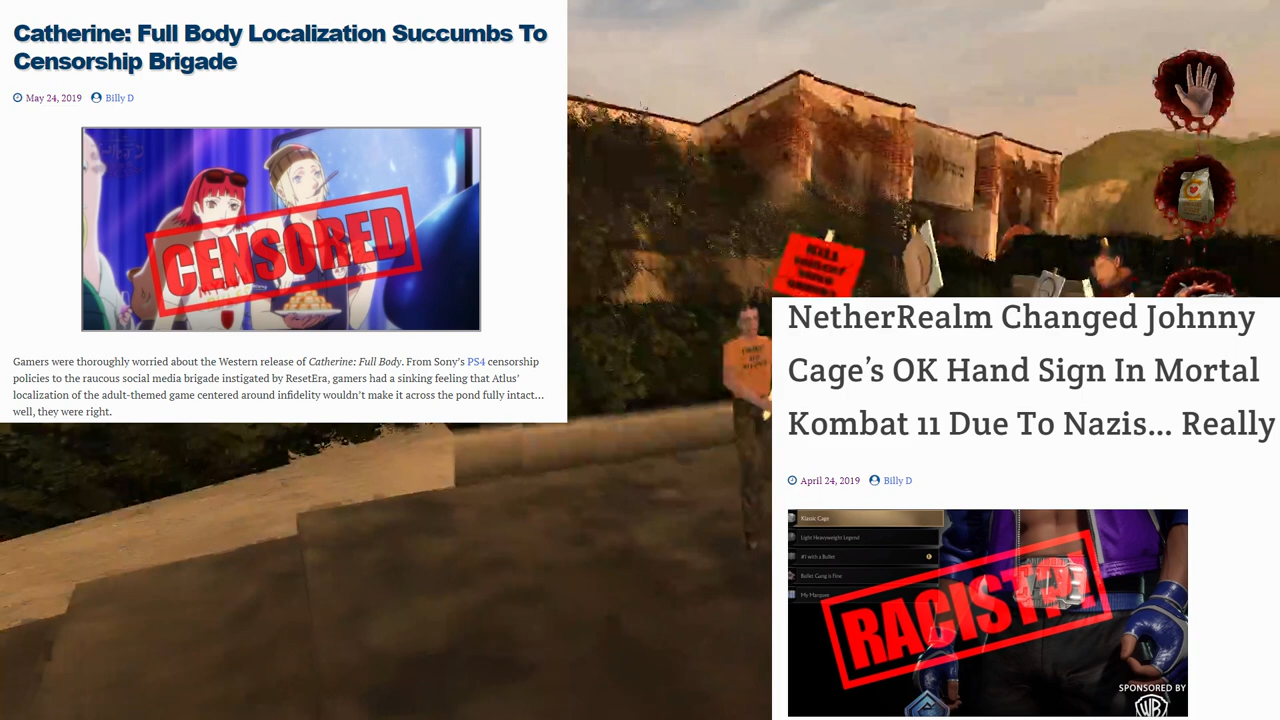 Catherine: Full Body Localization Succumbs To
Censorship Brigade
May 24, 2019 Billy D
CENSORED
Gamers were thoroughly worried about the Western release of Catherine: Full Body. From Sony's PS4 censorship
policies to the raucous social media brigade instigated by ResetEra, gamers had a sinking feeling that Atlus'
localization of the adult-themed game centered around infidelity wouldn't make it across the pond fully intact…
well, they were right.
NetherRealm Changed Johnny
Cage's OK Hand Sign In Mortal
Kombat 11 Due To Nazis… Really
April 24, 2019 Billy D
Klassic Cage
Light Heavyweight Legend
#1 with a Bullet
Bullet Gang is Fine
My Marquee
RACIST!!!
SPONSORED BY
WB